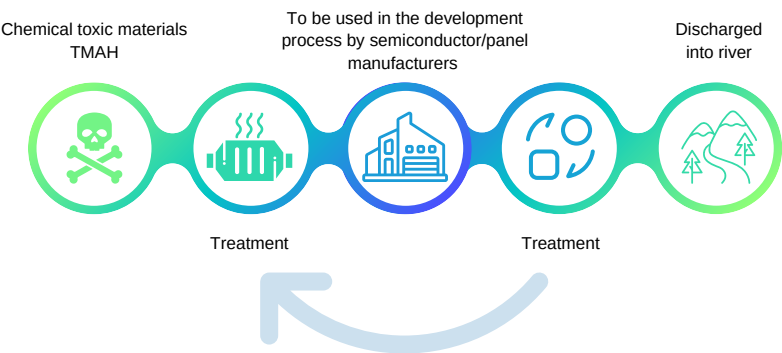 Chemical toxic materials
TMAH
To be used in the development
process by semiconductor/panel
manufacturers
Discharged
into river
Treatment
Treatment